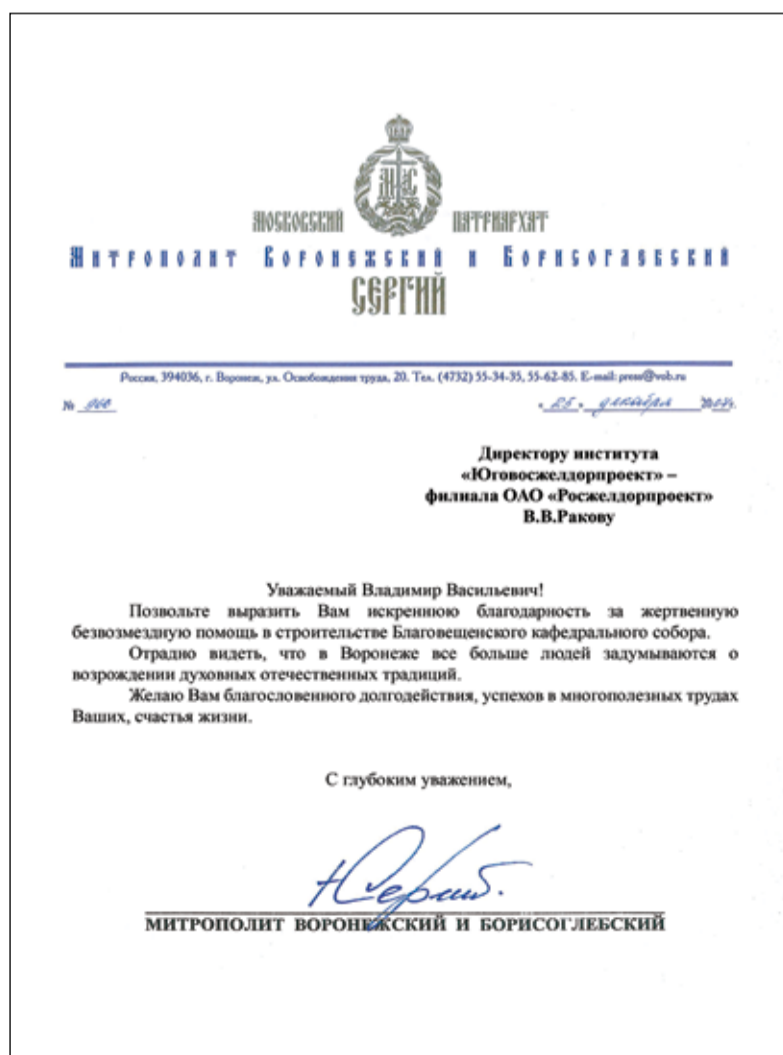 МОСКОВСКИЙ ПАТРИАРХАТ
Митрополит Воронежский и Борисоглебский
СЕРГИЙ
Россия, 394036, г. Воронеж, ул. Освобождения труда, 20. Тел. (4732) 55-34-35, 55-62-85. E-mail: press@vob.ru
№ « 25 » декабря
Директору института
«Юговосжелдорпроект» –
филиала ОАО «Росжелдорпроект»
В.В.Ракову
Уважаемый Владимир Васильевич!
Позвольте выразить Вам искреннюю благодарность за жертвенную
безвозмездную помощь в строительстве Благовещенского кафедрального собора.
Отрадно видеть, что в Воронеже все больше людей задумываются о
возрождении духовных отечественных традиций.
Желаю Вам благословенного долгодействия, успехов в многополезных трудах
Ваших, счастья жизни.
С глубоким уважением,
МИТРОПОЛИТ ВОРОНЕЖСКИЙ И БОРИСОГЛЕБСКИЙ